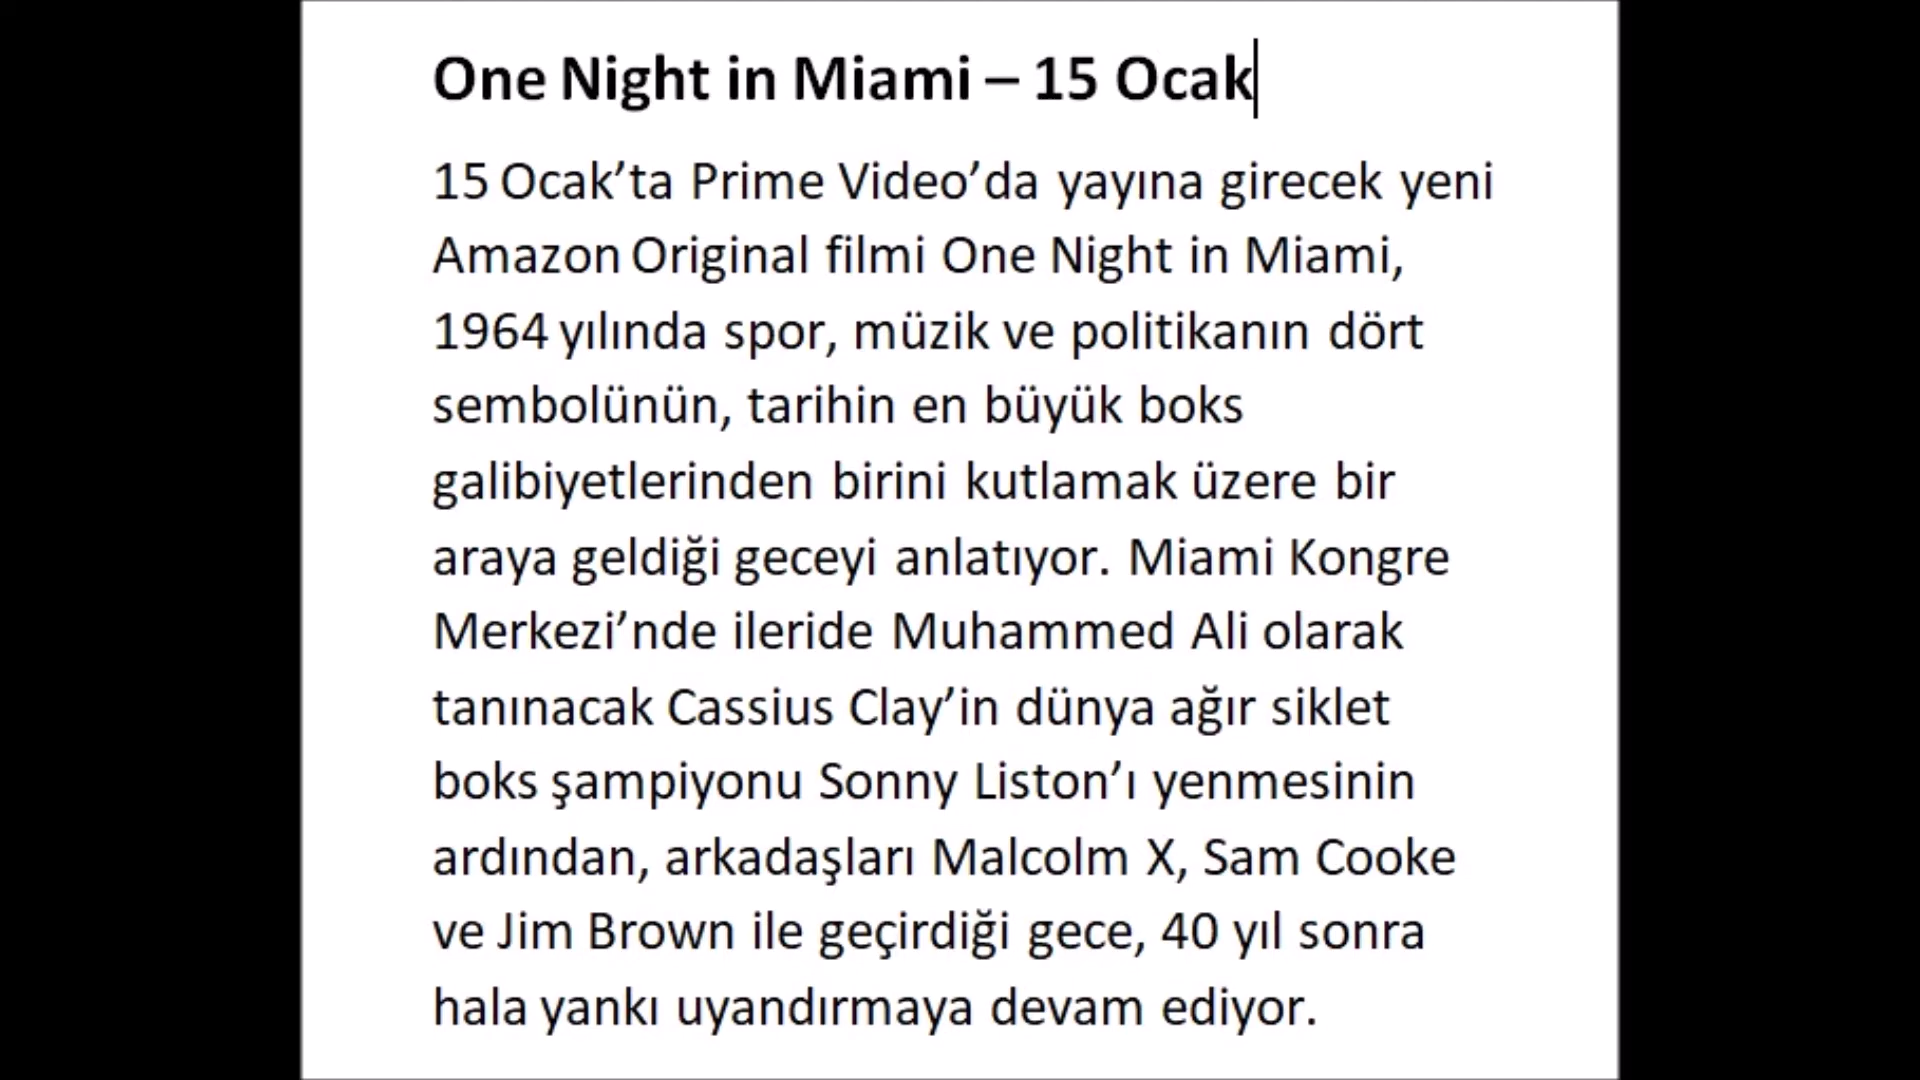 One Night in Miami – 15 Ocak
15 Ocak’ta Prime Video’da yayına girecek yeni
Amazon Original filmi One Night in Miami,
1964 yılında spor, müzik ve politikanın dört
sembolünün, tarihin en büyük boks
galibiyetlerinden birini kutlamak üzere bir
araya geldiği geceyi anlatıyor. Miami Kongre
Merkezi’nde ileride Muhammed Ali olarak
tanınacak Cassius Clay’in dünya ağır siklet
boks şampiyonu Sonny Liston’ı yenmesinin
ardından, arkadaşları Malcolm X, Sam Cooke
ve Jim Brown ile geçirdiği gece, 40 yıl sonra
hala yankı uyandırmaya devam ediyor.